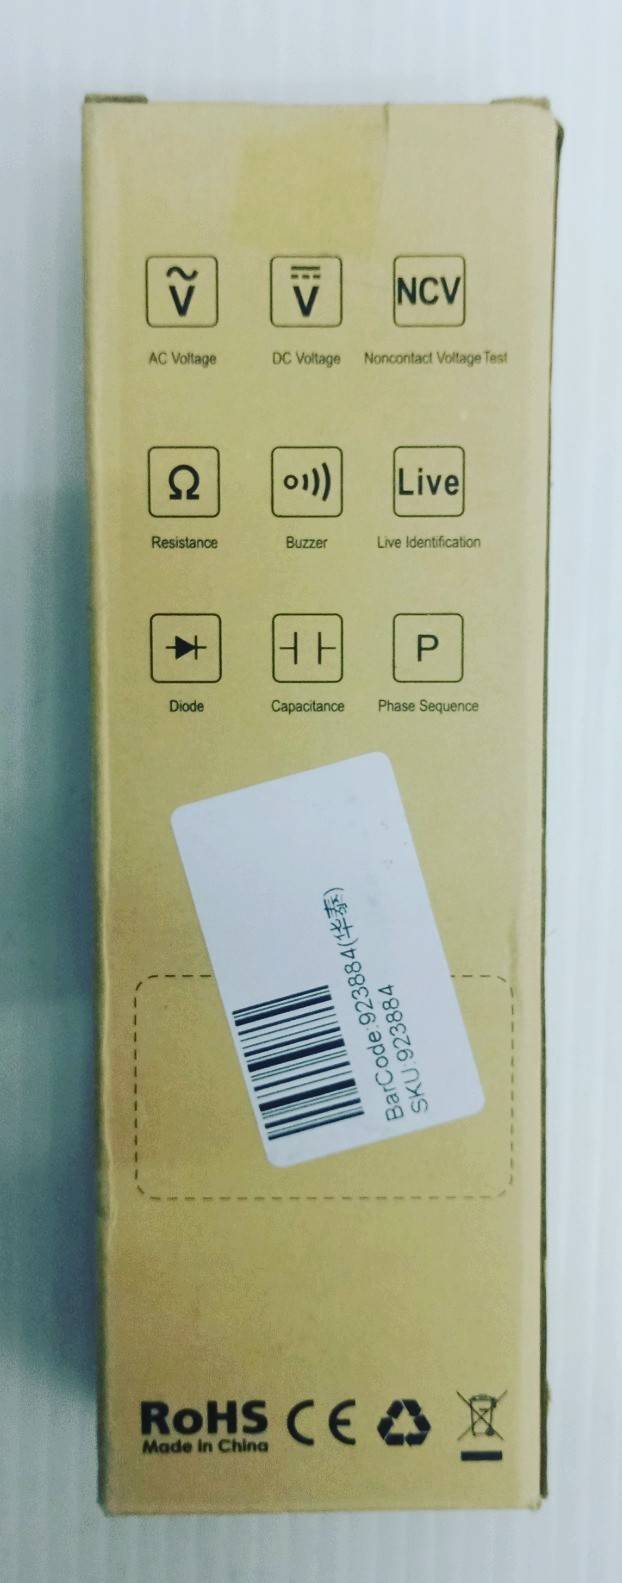 V
V
NCV
AC Voltage
DC Voltage
Noncontact Voltage Test
Ω
Live
Resistance
Buzzer
Live Identification
P
Diode
Capacitance
Phase Sequence
BarCode:923884(华泰)
SKU:923884
RoHS
Made in China
CE